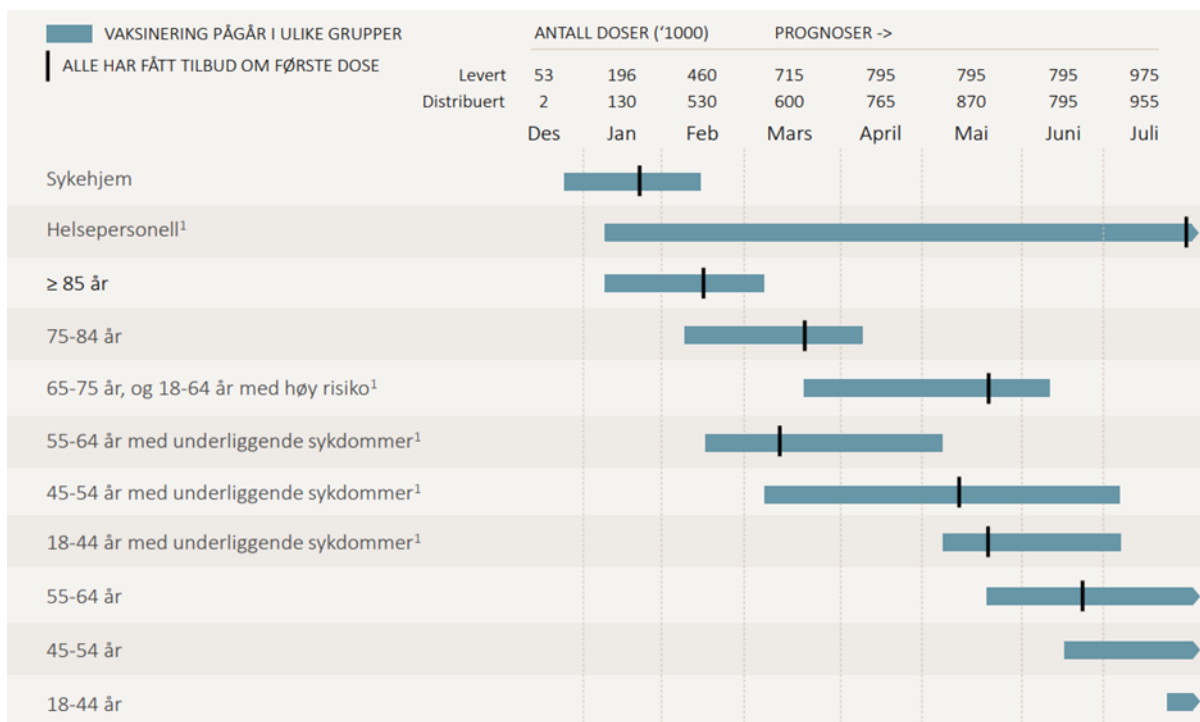 VAKSINERING PÅGÅR I ULIKE GRUPPER
ALLE HAR FÅTT TILBUD OM FØRSTE DOSE
ANTALL DOSER (‘1000) PROGNOSER ->
Levert 53 196 460 715 795 795 795 975
Distribuert 2 130 530 600 765 870 795 955
Des Jan Feb Mars April Mai Juni Juli
Sykehjem
Helsepersonell¹
≥ 85 år
75-84 år
65-75 år, og 18-64 år med høy risiko¹
55-64 år med underliggende sykdommer¹
45-54 år med underliggende sykdommer¹
18-44 år med underliggende sykdommer¹
55-64 år
45-54 år
18-44 år